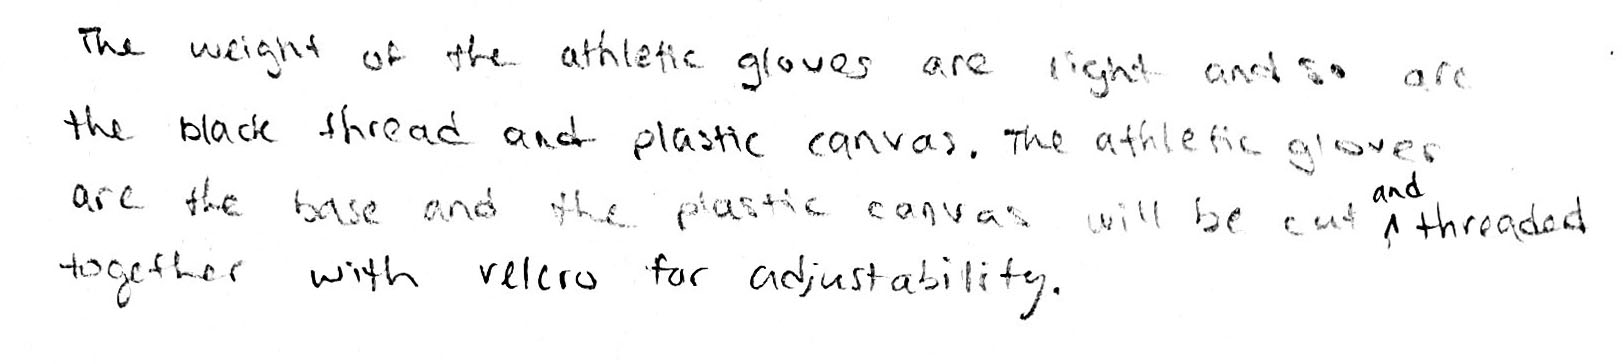 The weight of the athletic gloves are light and so are
the black thread and plastic canvas. The athletic gloves
are the base and the plastic canvas will be cut and threaded
together with velcro for adjustability.